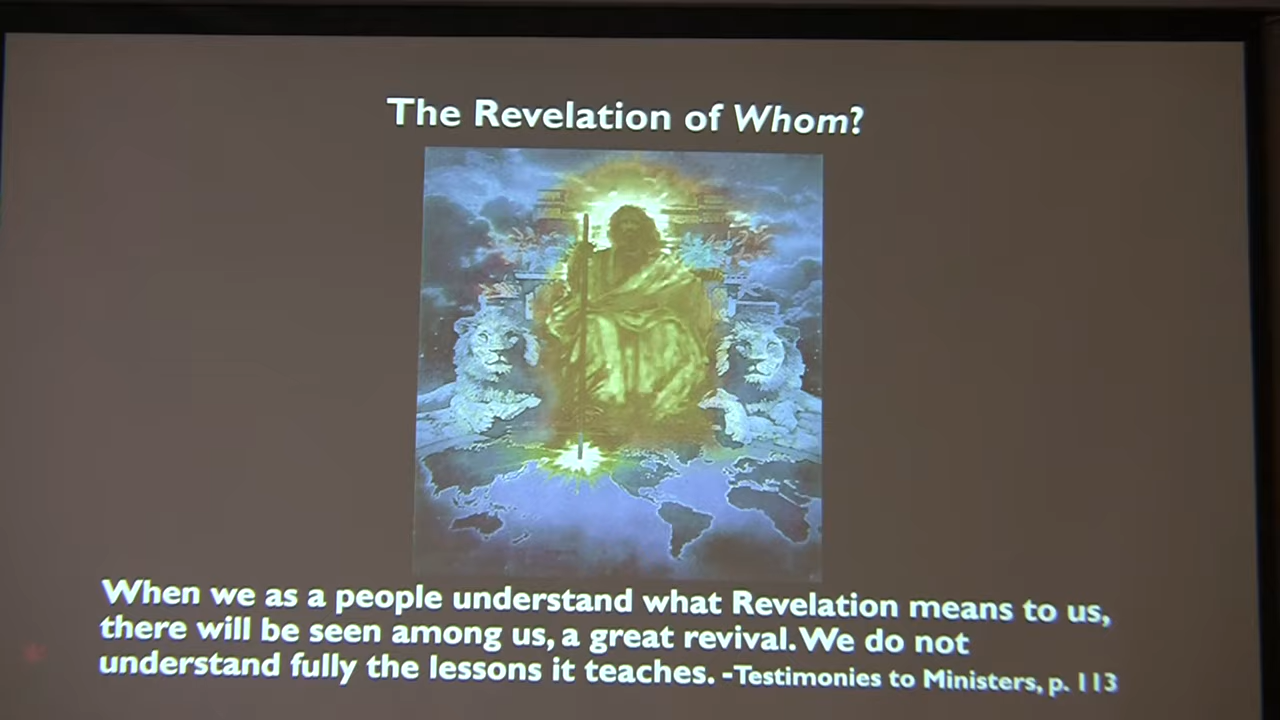 The Revelation of Whom?
When we as a people understand what Revelation means to us,
there will be seen among us, a great revival. We do not
understand fully the lessons it teaches. -Testimonies to Ministers, p. 113